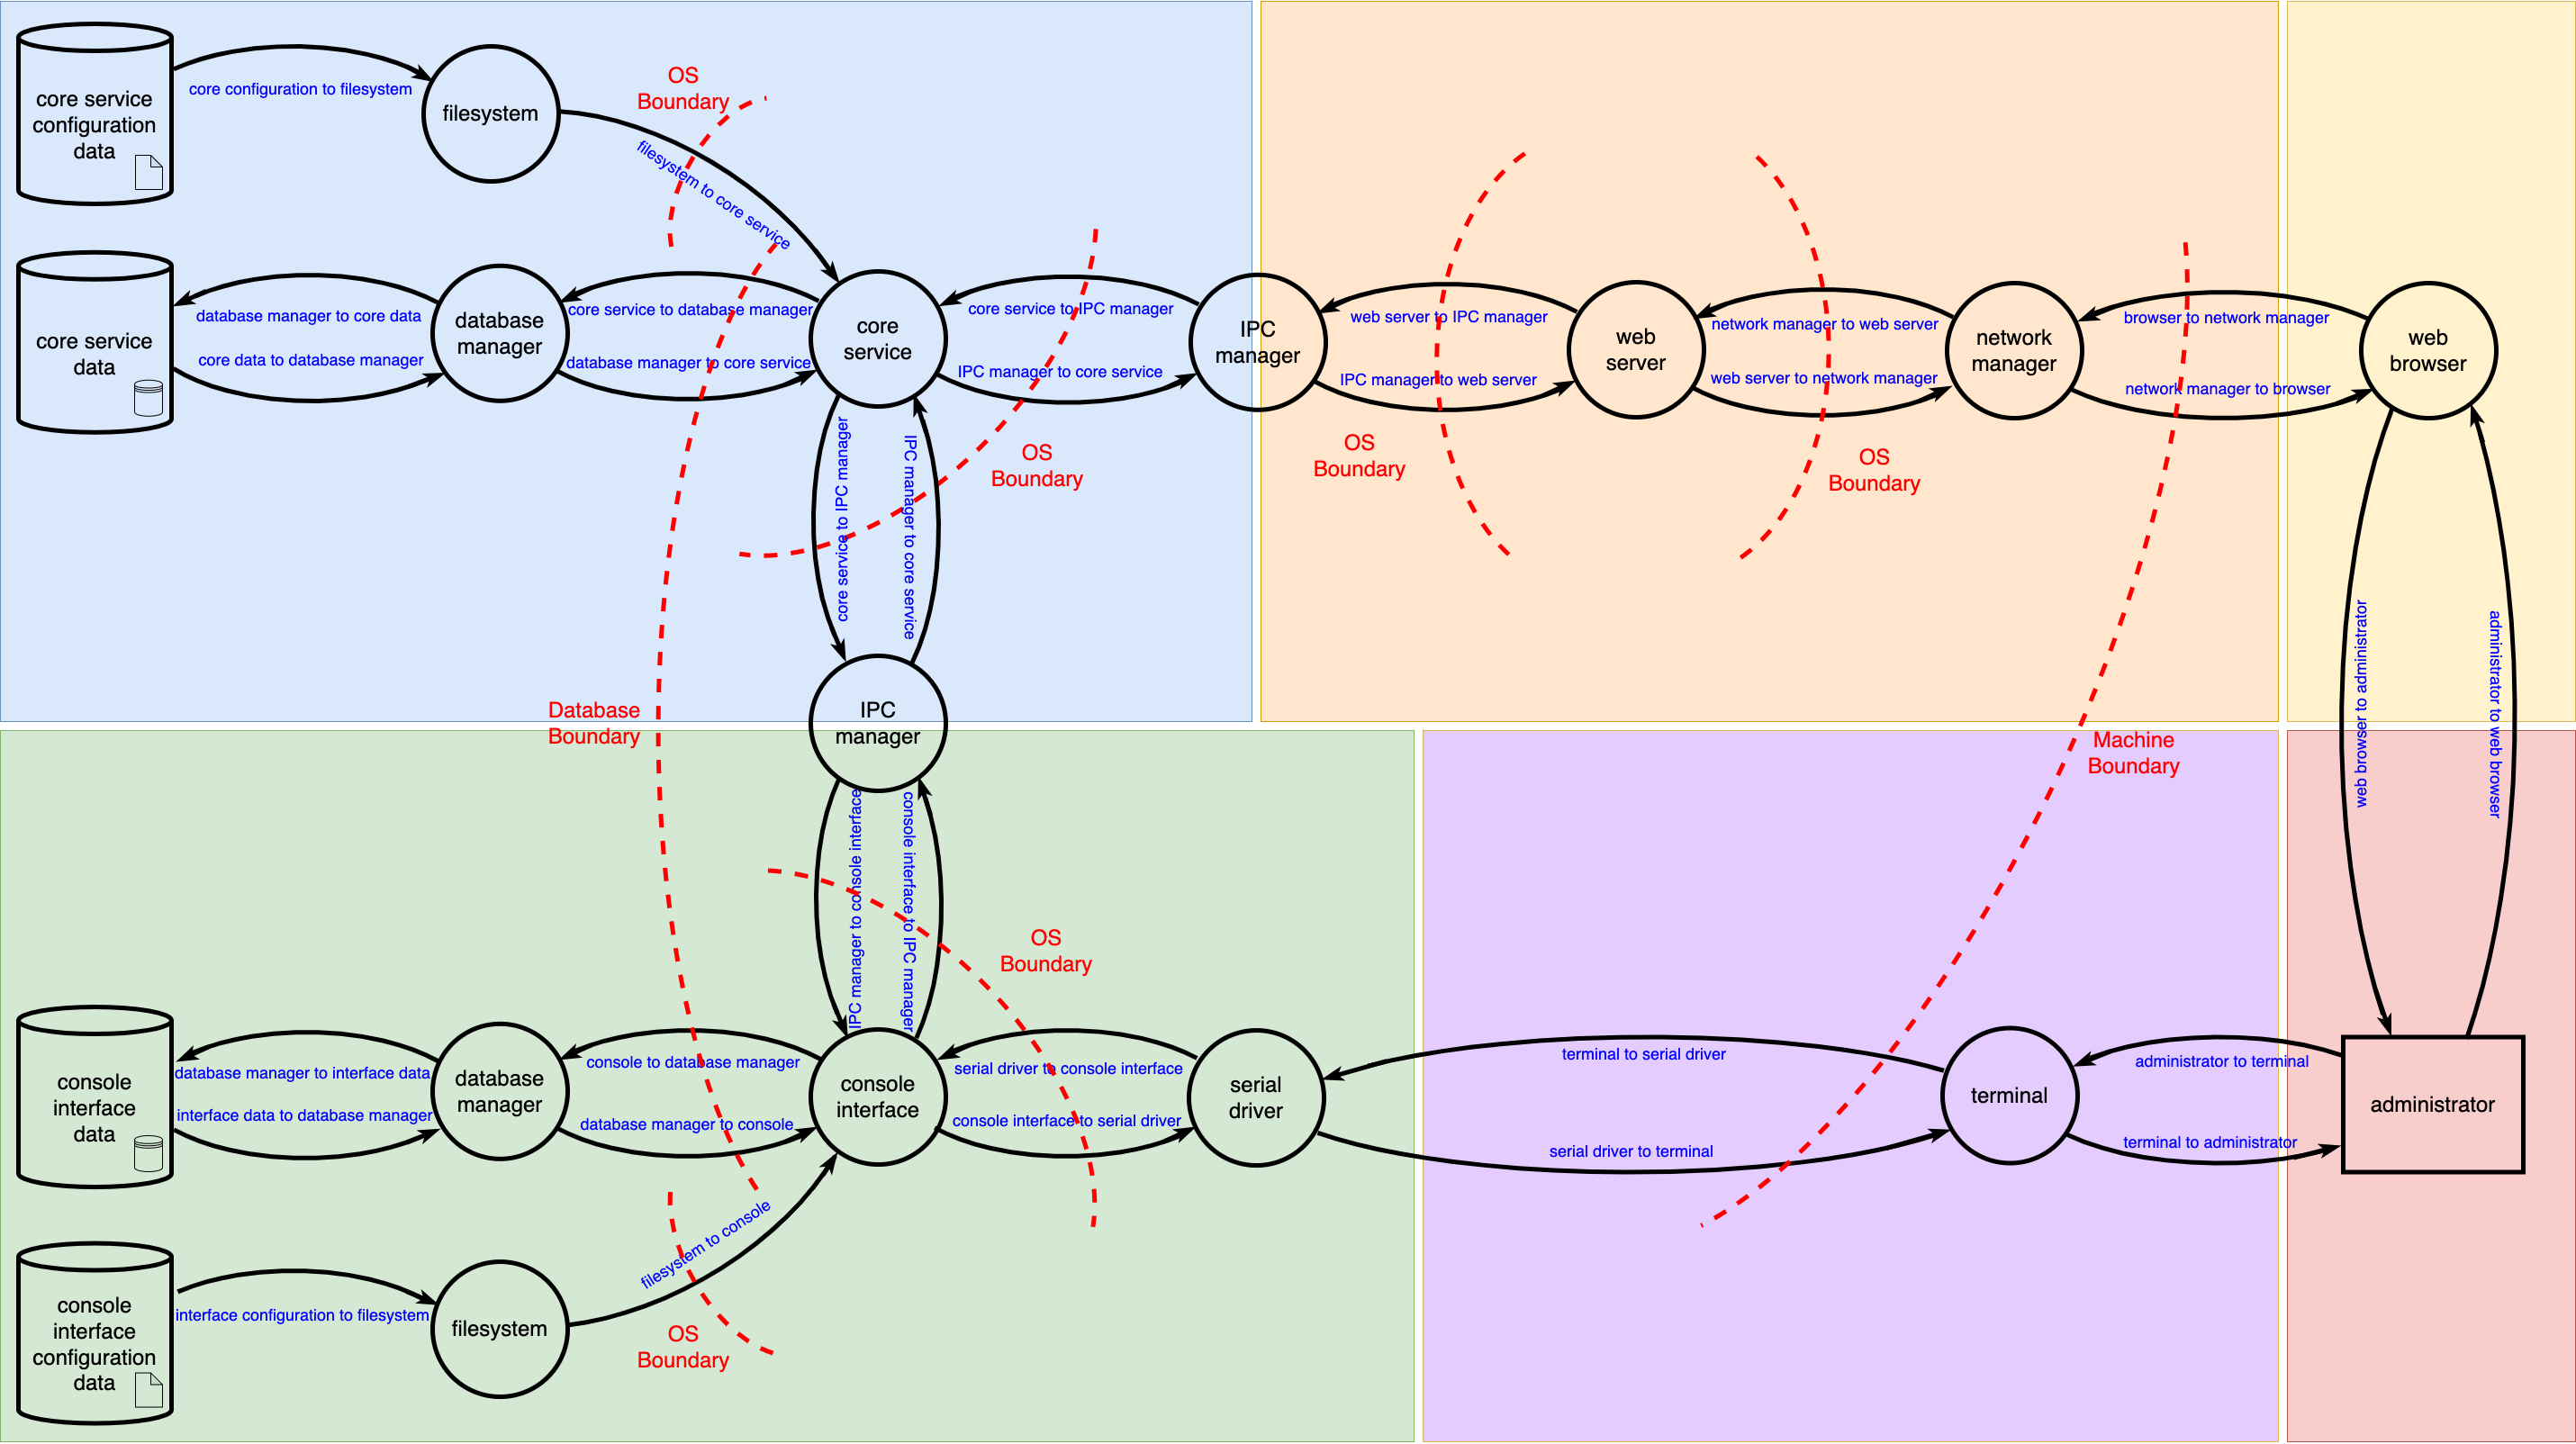 core service
configuration
data
core configuration to filesystem
filesystem
OS
Boundary
filesystem to core service
core service
data
database manager to core data
core data to database manager
database
manager
core service to database manager
database manager to core service
core
service
core service to IPC manager
IPC manager to core service
OS
Boundary
IPC
manager
web server to IPC manager
IPC manager to web server
OS
Boundary
web
server
network manager to web server
web server to network manager
OS
Boundary
network
manager
browser to network manager
network manager to browser
web
browser
core service to IPC manager
IPC manager to core service
web browser to administrator
administrator to web browser
Database
Boundary
IPC
manager
Machine
Boundary
IPC manager to console interface
console interface to IPC manager
OS
Boundary
console
interface
data
database manager to interface data
interface data to database manager
database
manager
console to database manager
database manager to console
console
interface
serial driver to console interface
console interface to serial driver
serial
driver
terminal to serial driver
serial driver to terminal
terminal
administrator to terminal
terminal to administrator
administrator
filesystem to console
console
interface
configuration
data
interface configuration to filesystem
filesystem
OS
Boundary